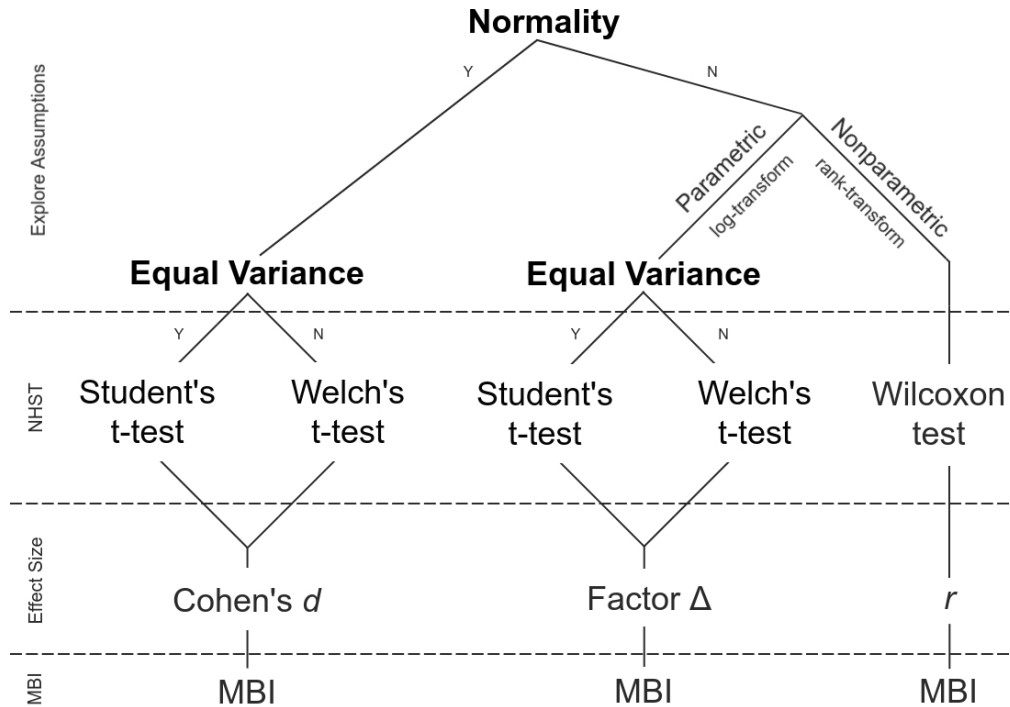 Normality
Y
N
Explore Assumptions
Parametric
log-transform
Nonparametric
rank-transform
Equal Variance
Equal Variance
Y
N
Y
N
NHST
Student's
t-test
Welch's
t-test
Student's
t-test
Welch's
t-test
Wilcoxon
test
Effect Size
Cohen's d
Factor Δ
r
MBI
MBI
MBI
MBI